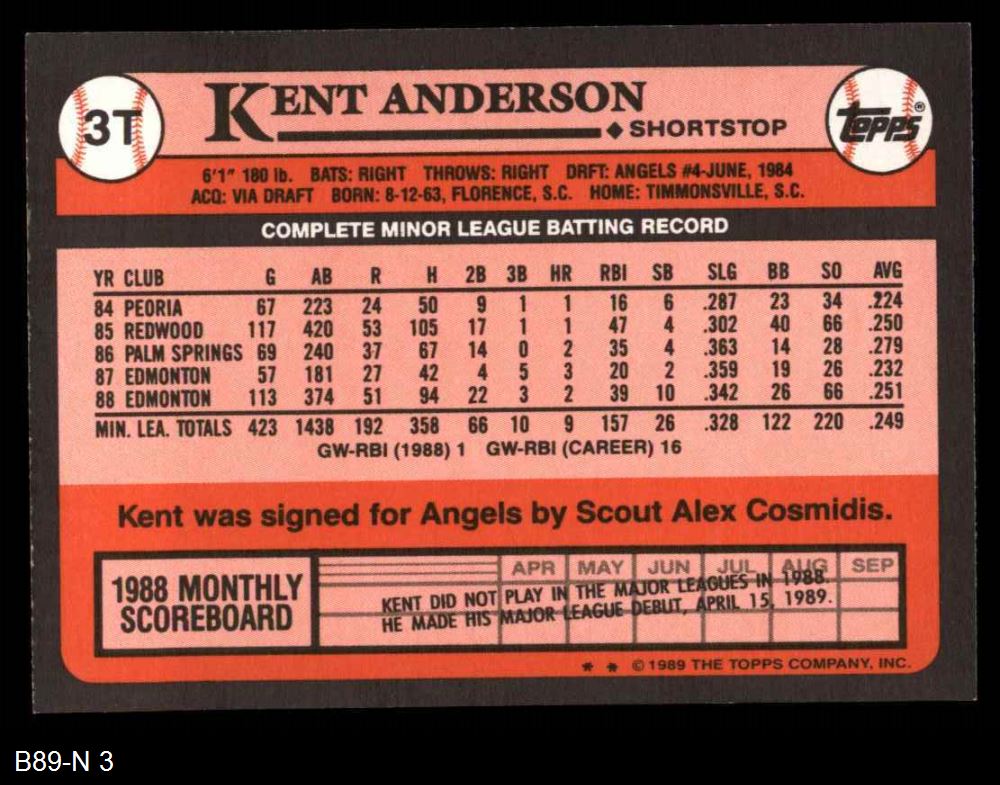 3T
KENT ANDERSON
◆ SHORTSTOP
Topps®
6'1" 180 lb. BATS: RIGHT THROWS: RIGHT DRFT: ANGELS #4-JUNE, 1984
ACQ: VIA DRAFT BORN: 8-12-63, FLORENCE, S.C. HOME: TIMMONSVILLE, S.C.
COMPLETE MINOR LEAGUE BATTING RECORD
YR CLUB G AB R H 2B 3B HR RBI SB SLG BB SO AVG
84 PEORIA 67 223 24 50 9 1 1 16 6 .287 23 34 .224
85 REDWOOD 117 420 53 105 17 1 1 47 4 .302 40 66 .250
86 PALM SPRINGS 69 240 37 67 14 0 2 35 4 .363 14 28 .279
87 EDMONTON 57 181 27 42 4 5 3 20 2 .359 19 26 .232
88 EDMONTON 113 374 51 94 22 3 2 39 10 .342 26 66 .251
MIN. LEA. TOTALS 423 1438 192 358 66 10 9 157 26 .328 122 220 .249
GW-RBI (1988) 1 GW-RBI (CAREER) 16
Kent was signed for Angels by Scout Alex Cosmidis.
1988 MONTHLY
SCOREBOARD
APR MAY JUN JUL AUG SEP
KENT DID NOT PLAY IN THE MAJOR LEAGUES IN 1988.
HE MADE HIS MAJOR LEAGUE DEBUT, APRIL 15, 1989.
* * © 1989 THE TOPPS COMPANY, INC.
B89-N 3